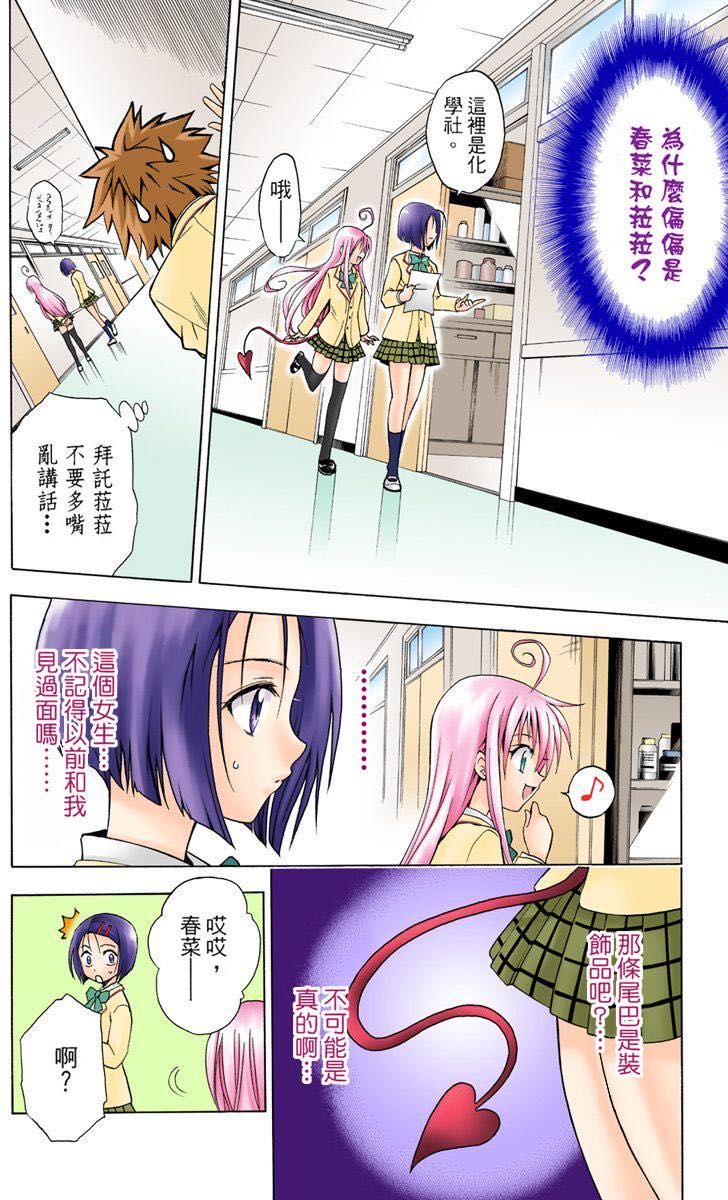 為什麼偏偏是
春菜和菈菈？
這裡是化
學社。
哦—
拜託菈菈
不要多嘴
亂講話…
………
這個女生…
不記得以前和我
見過面嗎……
那條尾巴是裝
飾品吧？…
不可能是
真的啊…
哎哎，
春菜—
啊？